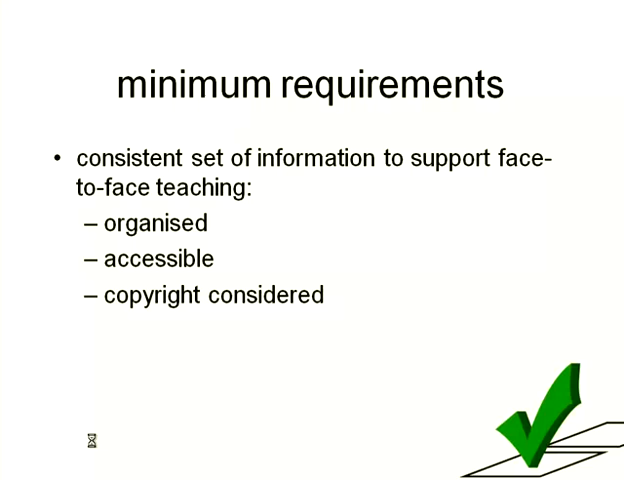 minimum requirements
• consistent set of information to support face-
to-face teaching:
– organised
– accessible
– copyright considered